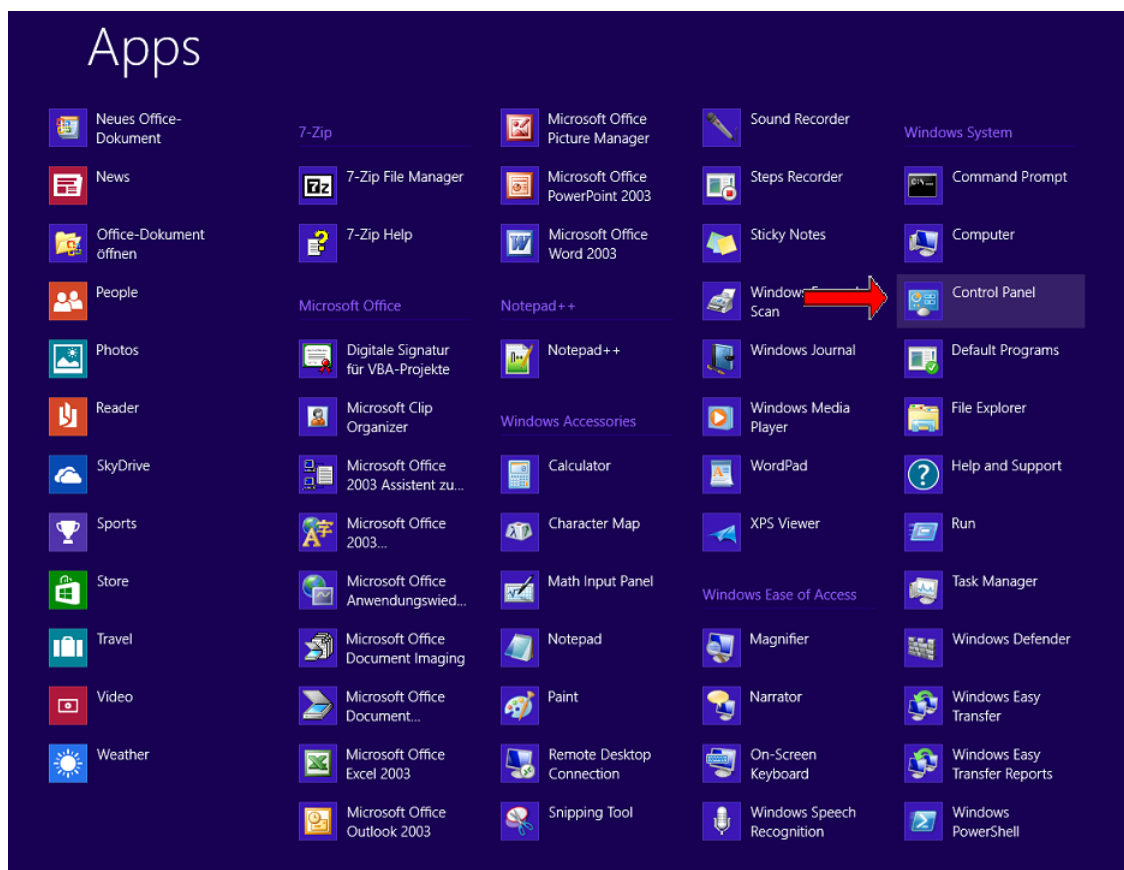 Apps
Neues Office-
Dokument
News
Office-Dokument
öffnen
People
Photos
Reader
SkyDrive
Sports
Store
Travel
Video
Weather
7-Zip
7-Zip File Manager
7-Zip Help
Microsoft Office
Digitale Signatur
für VBA-Projekte
Microsoft Clip
Organizer
Microsoft Office
2003 Assistent zu...
Microsoft Office
2003...
Microsoft Office
Anwendungswied...
Microsoft Office
Document Imaging
Microsoft Office
Document...
Microsoft Office
Excel 2003
Microsoft Office
Outlook 2003
Microsoft Office
Picture Manager
Microsoft Office
PowerPoint 2003
Microsoft Office
Word 2003
Notepad++
Notepad++
Windows Accessories
Calculator
Character Map
Math Input Panel
Notepad
Paint
Remote Desktop
Connection
Snipping Tool
Sound Recorder
Steps Recorder
Sticky Notes
Windows
Scan
Windows Journal
Windows Media
Player
WordPad
XPS Viewer
Windows Ease of Access
Magnifier
Narrator
On-Screen
Keyboard
Windows Speech
Recognition
Windows System
Command Prompt
Computer
Control Panel
Default Programs
File Explorer
Help and Support
Run
Task Manager
Windows Defender
Windows Easy
Transfer
Windows Easy
Transfer Reports
Windows
PowerShell